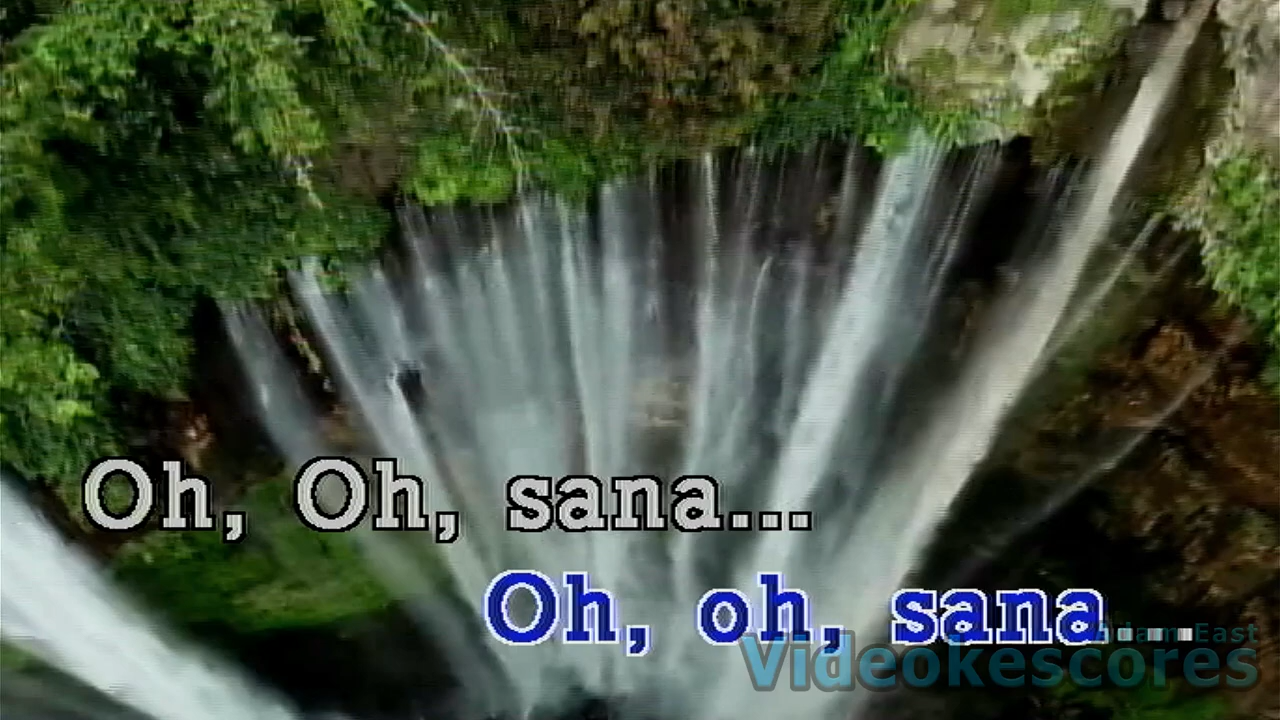 Oh, Oh, sana...
Oh, oh, sana...
Adam East
Videokescores